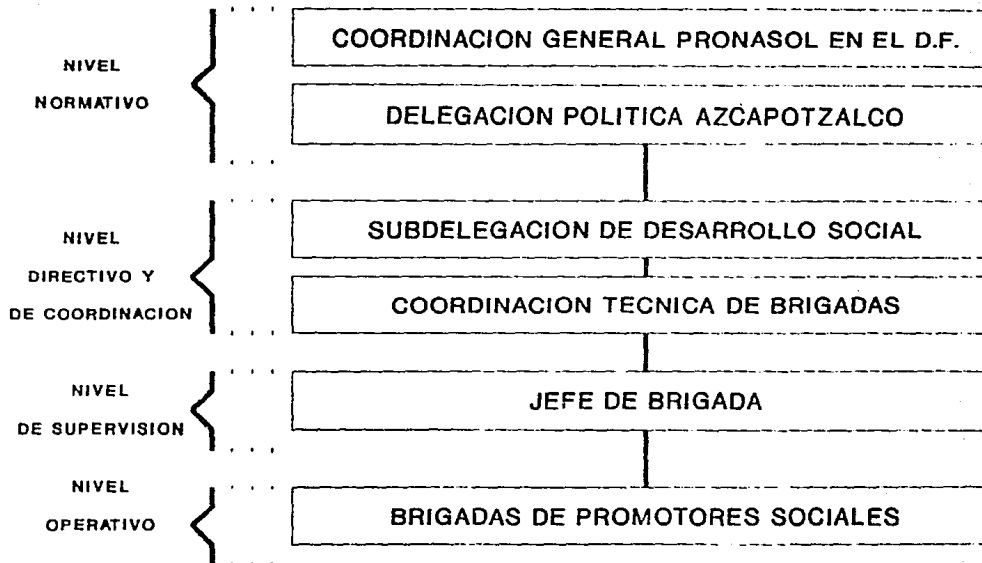 NIVEL
NORMATIVO
COORDINACION GENERAL PRONASOL EN EL D.F.
DELEGACION POLITICA AZCAPOTZALCO
NIVEL
DIRECTIVO Y
DE COORDINACION
SUBDELEGACION DE DESARROLLO SOCIAL
COORDINACION TECNICA DE BRIGADAS
NIVEL
DE SUPERVISION
JEFE DE BRIGADA
NIVEL
OPERATIVO
BRIGADAS DE PROMOTORES SOCIALES